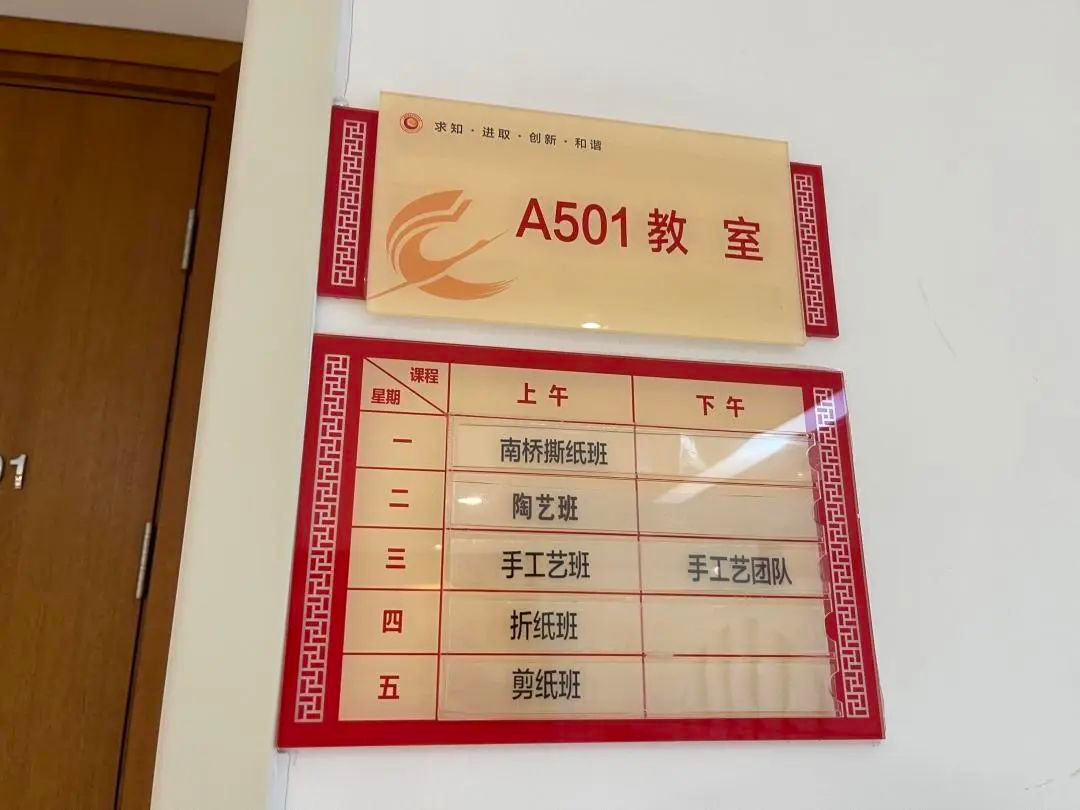 求知·进取·创新·和谐
A501 教 室
课程
星期
上 午
下 午
一
南桥撕纸班
二
陶艺班
三
手工艺班
手工艺团队
四
折纸班
五
剪纸班
01